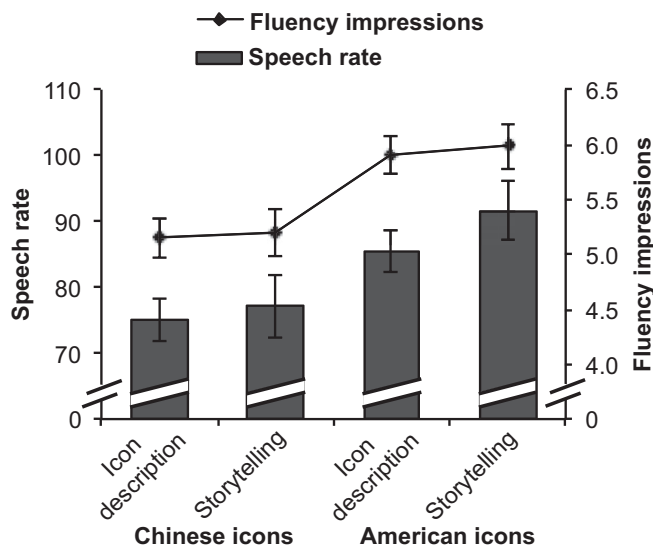 Fluency impressions
Speech rate
110
100
90
80
70
0
Speech rate
6.5
6.0
5.5
5.0
4.5
4.0
0
Fluency impressions
Icon
description
Storytelling
Icon
description
Storytelling
Chinese icons
American icons